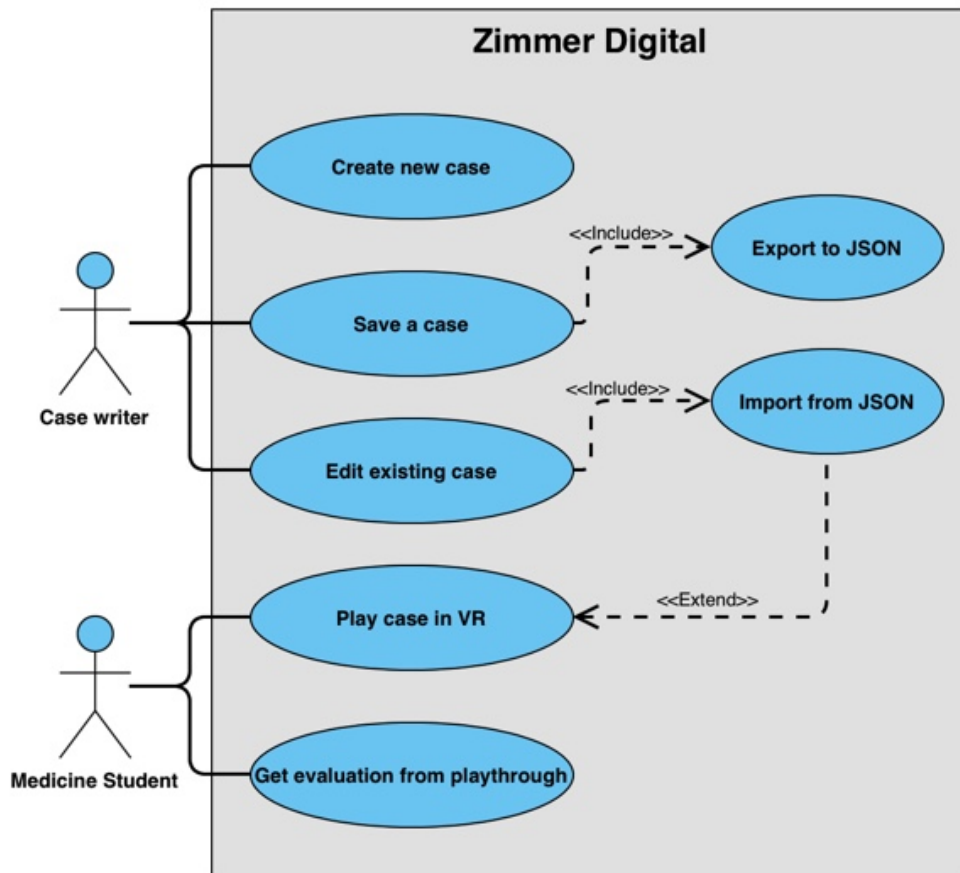 Zimmer Digital
Create new case
<<Include>>
Export to JSON
Save a case
Case writer
<<Include>>
Import from JSON
Edit existing case
<<Extend>>
Play case in VR
Medicine Student
Get evaluation from playthrough